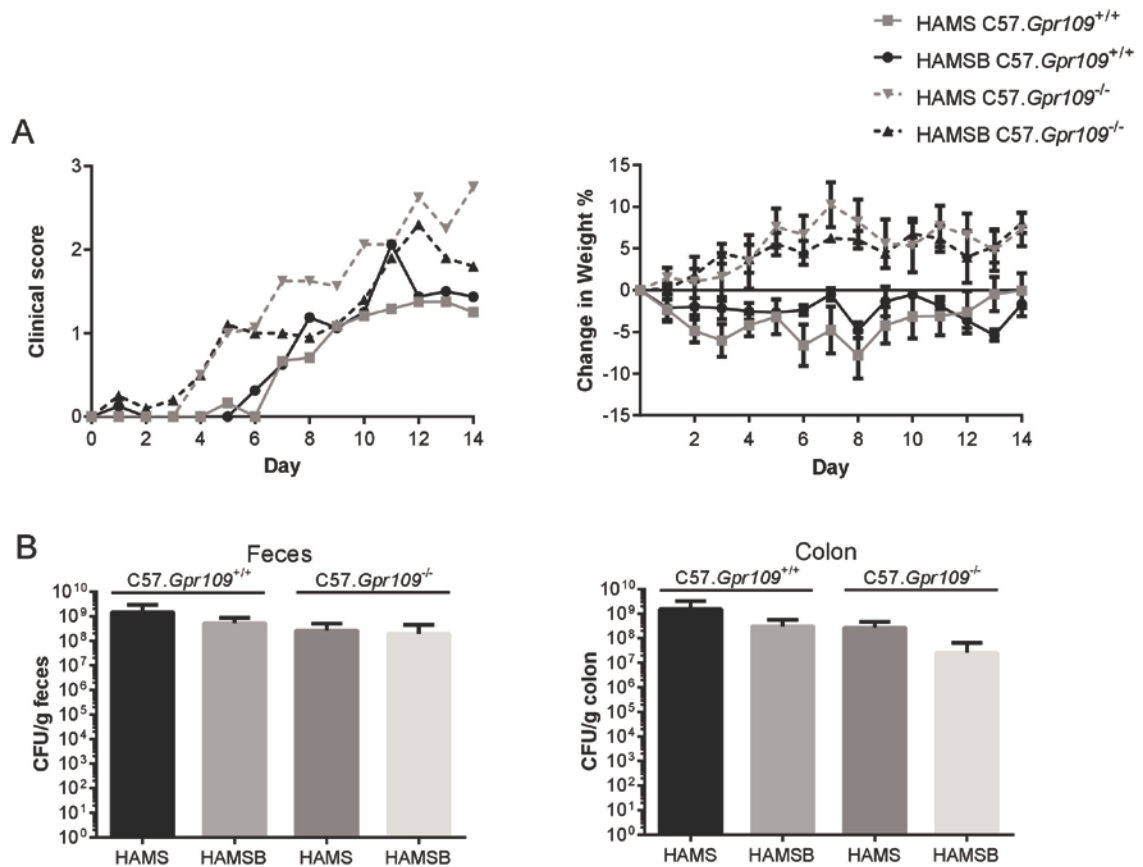 HAMS C57.Gpr109+/+
HAMSB C57.Gpr109+/+
HAMS C57.Gpr109-/-
HAMSB C57.Gpr109-/-
A
Clinical score
3
2
1
0
0 2 4 6 8 10 12 14
Day
Change in Weight %
15
10
5
0
-5
-10
-15
2 4 6 8 10 12 14
Day
B
Feces
C57.Gpr109+/+ C57.Gpr109-/-
CFU/g feces
10^10
10^9
10^8
10^7
10^6
10^5
10^4
10^3
10^2
10^1
10^0
HAMS HAMSB HAMS HAMSB
Colon
C57.Gpr109+/+ C57.Gpr109-/-
CFU/g colon
10^10
10^9
10^8
10^7
10^6
10^5
10^4
10^3
10^2
10^1
10^0
HAMS HAMSB HAMS HAMSB